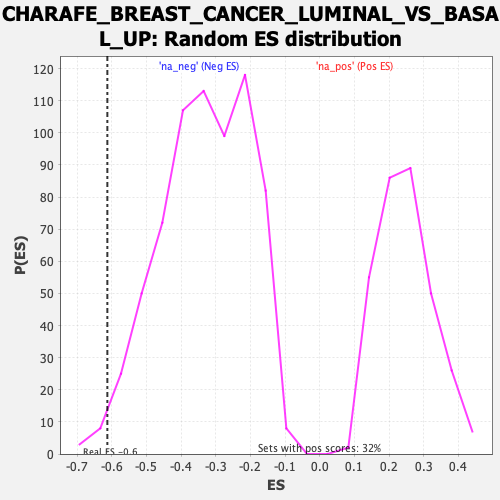 CHARAFE_BREAST_CANCER_LUMINAL_VS_BASA
L_UP: Random ES distribution
'na_neg' (Neg ES)
'na_pos' (Pos ES)
120
110
100
90
80
70
60
50
40
30
20
10
0
P(ES)
Real ES -0.6
Sets with pos scores: 32%
-0.7 -0.6 -0.5 -0.4 -0.3 -0.2 -0.1 0.0 0.1 0.2 0.3 0.4
ES